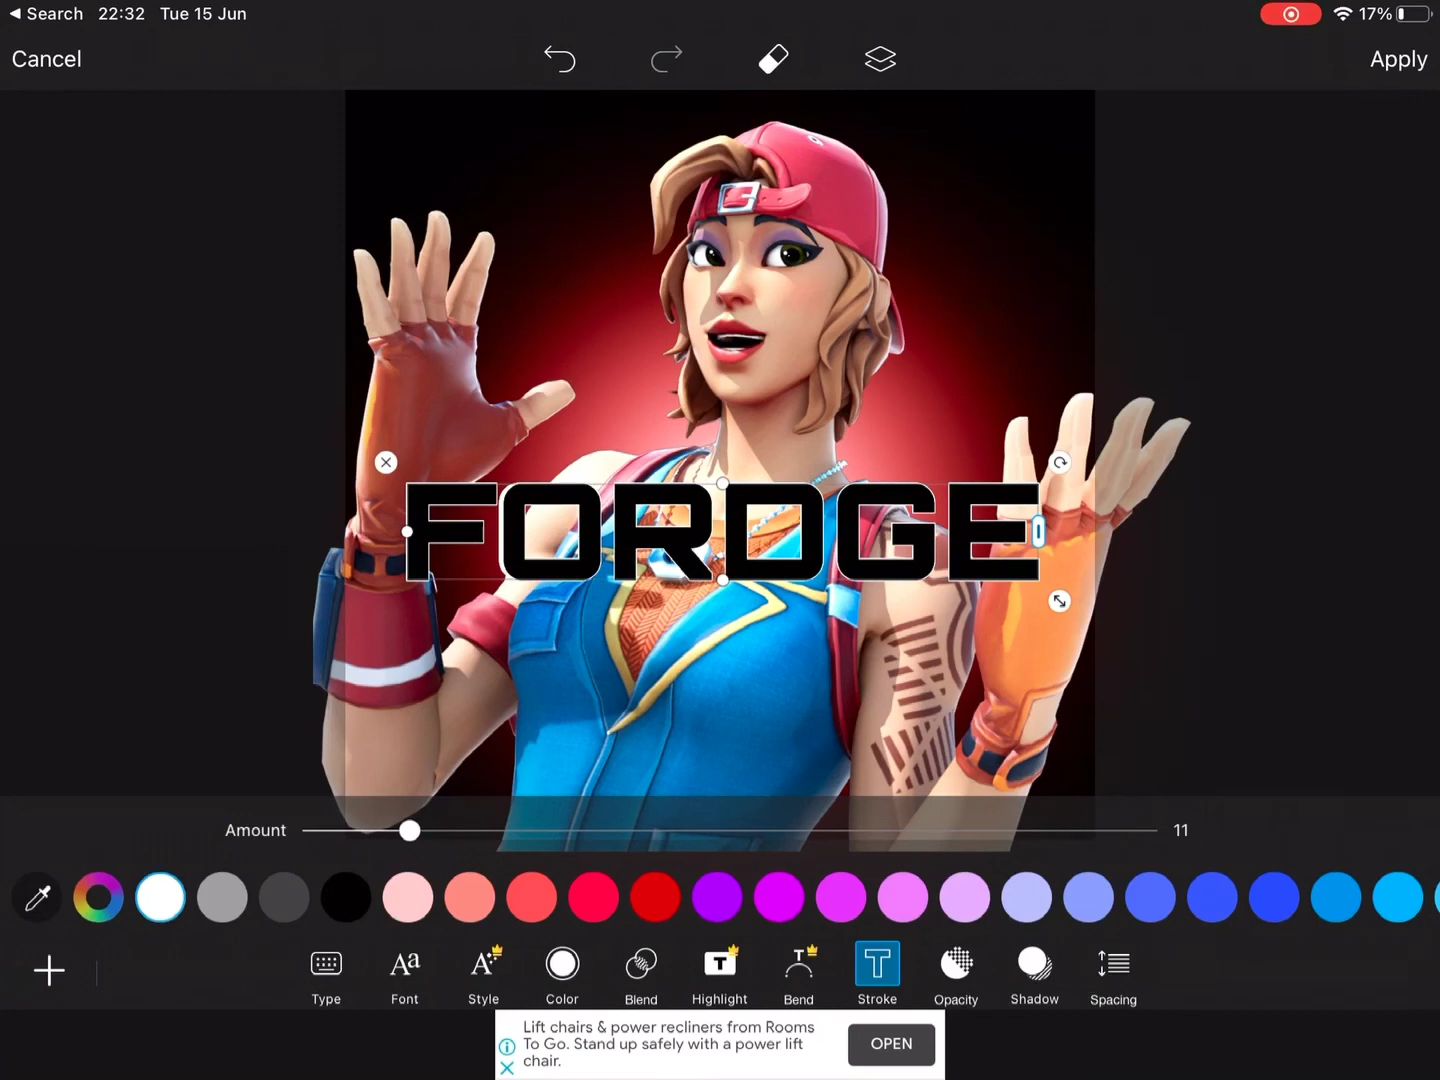 Search 22:32 Tue 15 Jun 17%
Cancel Apply
FORDGE
Amount 11
Type Font Style Color Blend Highlight Bend Stroke Opacity Shadow Spacing
Lift chairs & power recliners from Rooms
To Go. Stand up safely with a power lift
chair.
OPEN